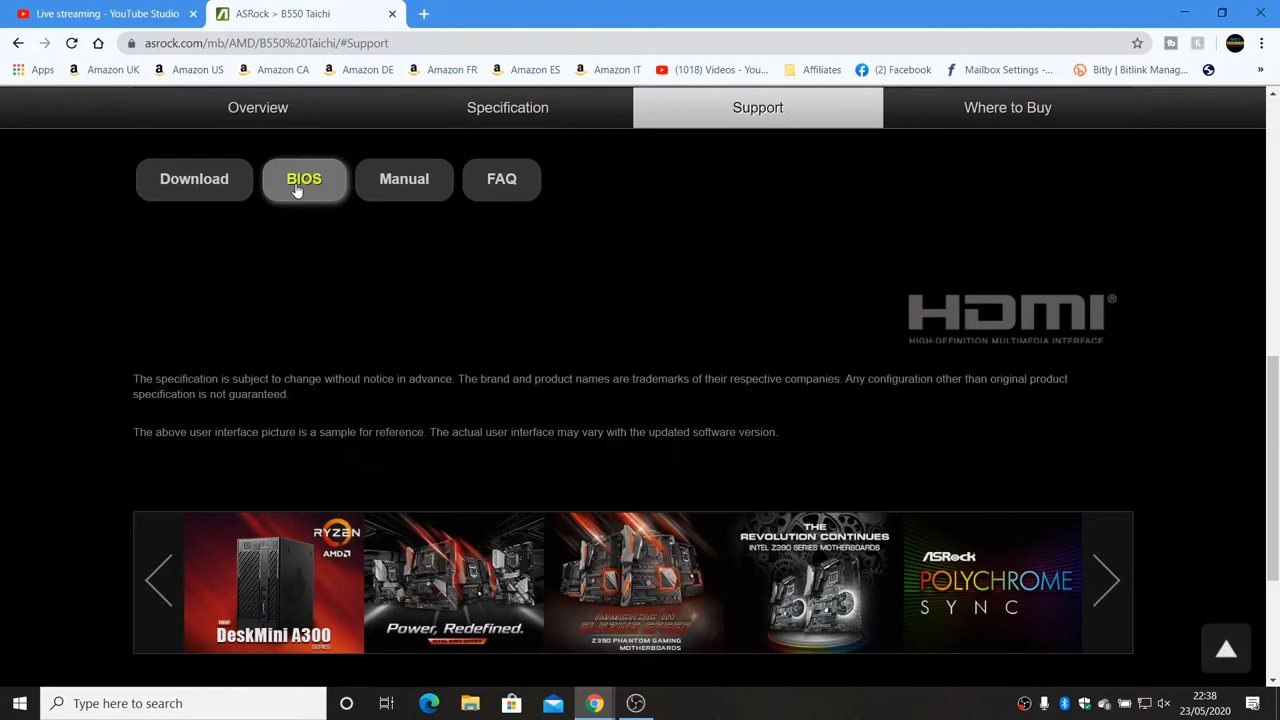 Live streaming - YouTube Studio
ASRock > B550 Taichi
asrock.com/mb/AMD/B550%20Taichi/#Support
Apps
Amazon UK
Amazon US
Amazon CA
Amazon DE
Amazon FR
Amazon ES
Amazon IT
(1018) Videos - You...
Affiliates
(2) Facebook
Mailbox Settings -...
Bitly | Bitlink Manag...
»
Overview
Specification
Support
Where to Buy
Download
BIOS
Manual
FAQ
HDMI®
HIGH-DEFINITION MULTIMEDIA INTERFACE
The specification is subject to change without notice in advance. The brand and product names are trademarks of their respective companies. Any configuration other than original product
specification is not guaranteed.
The above user interface picture is a sample for reference. The actual user interface may vary with the updated software version.
RYZEN
AMD
NEW
DeskMini A300
SERIES
Power. Redefined.
Z390 PHANTOM GAMING
MOTHERBOARDS
THE
REVOLUTION CONTINUES
INTEL Z390 SERIES MOTHERBOARDS
ASRock
POLYCHROME
SYNC
Type here to search
22:38
23/05/2020